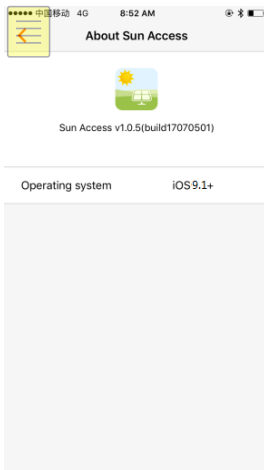 中国移动 4G 8:52 AM
About Sun Access
Sun Access v1.0.5(build17070501)
Operating system iOS9.1+